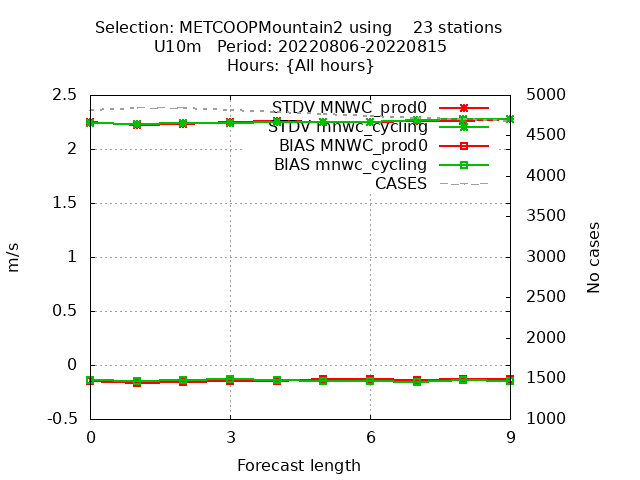 Selection: METCOOPMountain2 using    23 stations
U10m   Period: 20220806-20220815
Hours: {All hours}
2.5
2
1.5
1
0.5
0
-0.5
m/s
STDV MNWC_prod0
STDV mnwc_cycling
BIAS MNWC_prod0
BIAS mnwc_cycling
CASES
5000
4500
4000
3500
3000
2500
2000
1500
1000
No cases
0 3 6 9
Forecast length